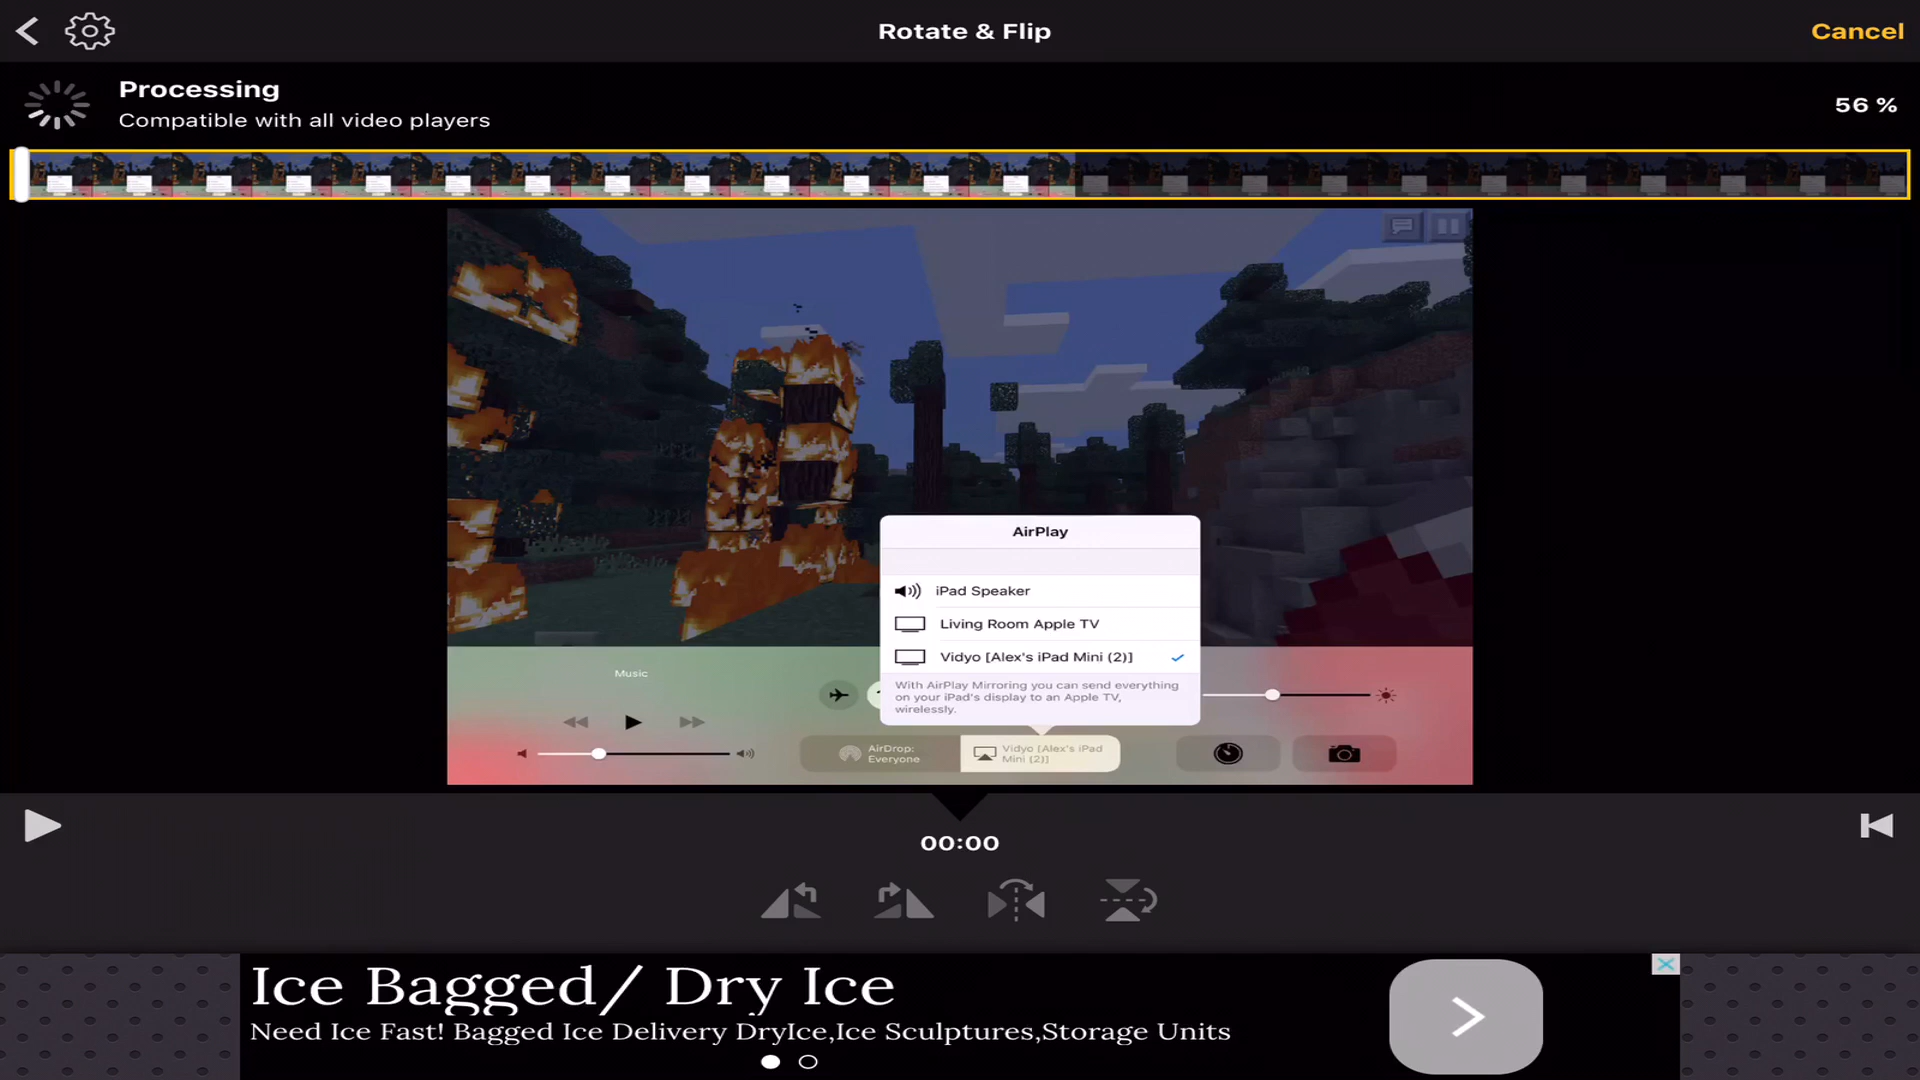 Rotate & Flip
Cancel
Processing
Compatible with all video players
56 %
AirPlay
iPad Speaker
Living Room Apple TV
Vidyo [Alex's iPad Mini (2)]
With AirPlay Mirroring you can send everything
on your iPad's display to an Apple TV,
wirelessly.
Music
AirDrop:
Everyone
Vidyo [Alex's iPad
Mini (2)]
00:00
Ice Bagged/ Dry Ice
Need Ice Fast! Bagged Ice Delivery DryIce,Ice Sculptures,Storage Units